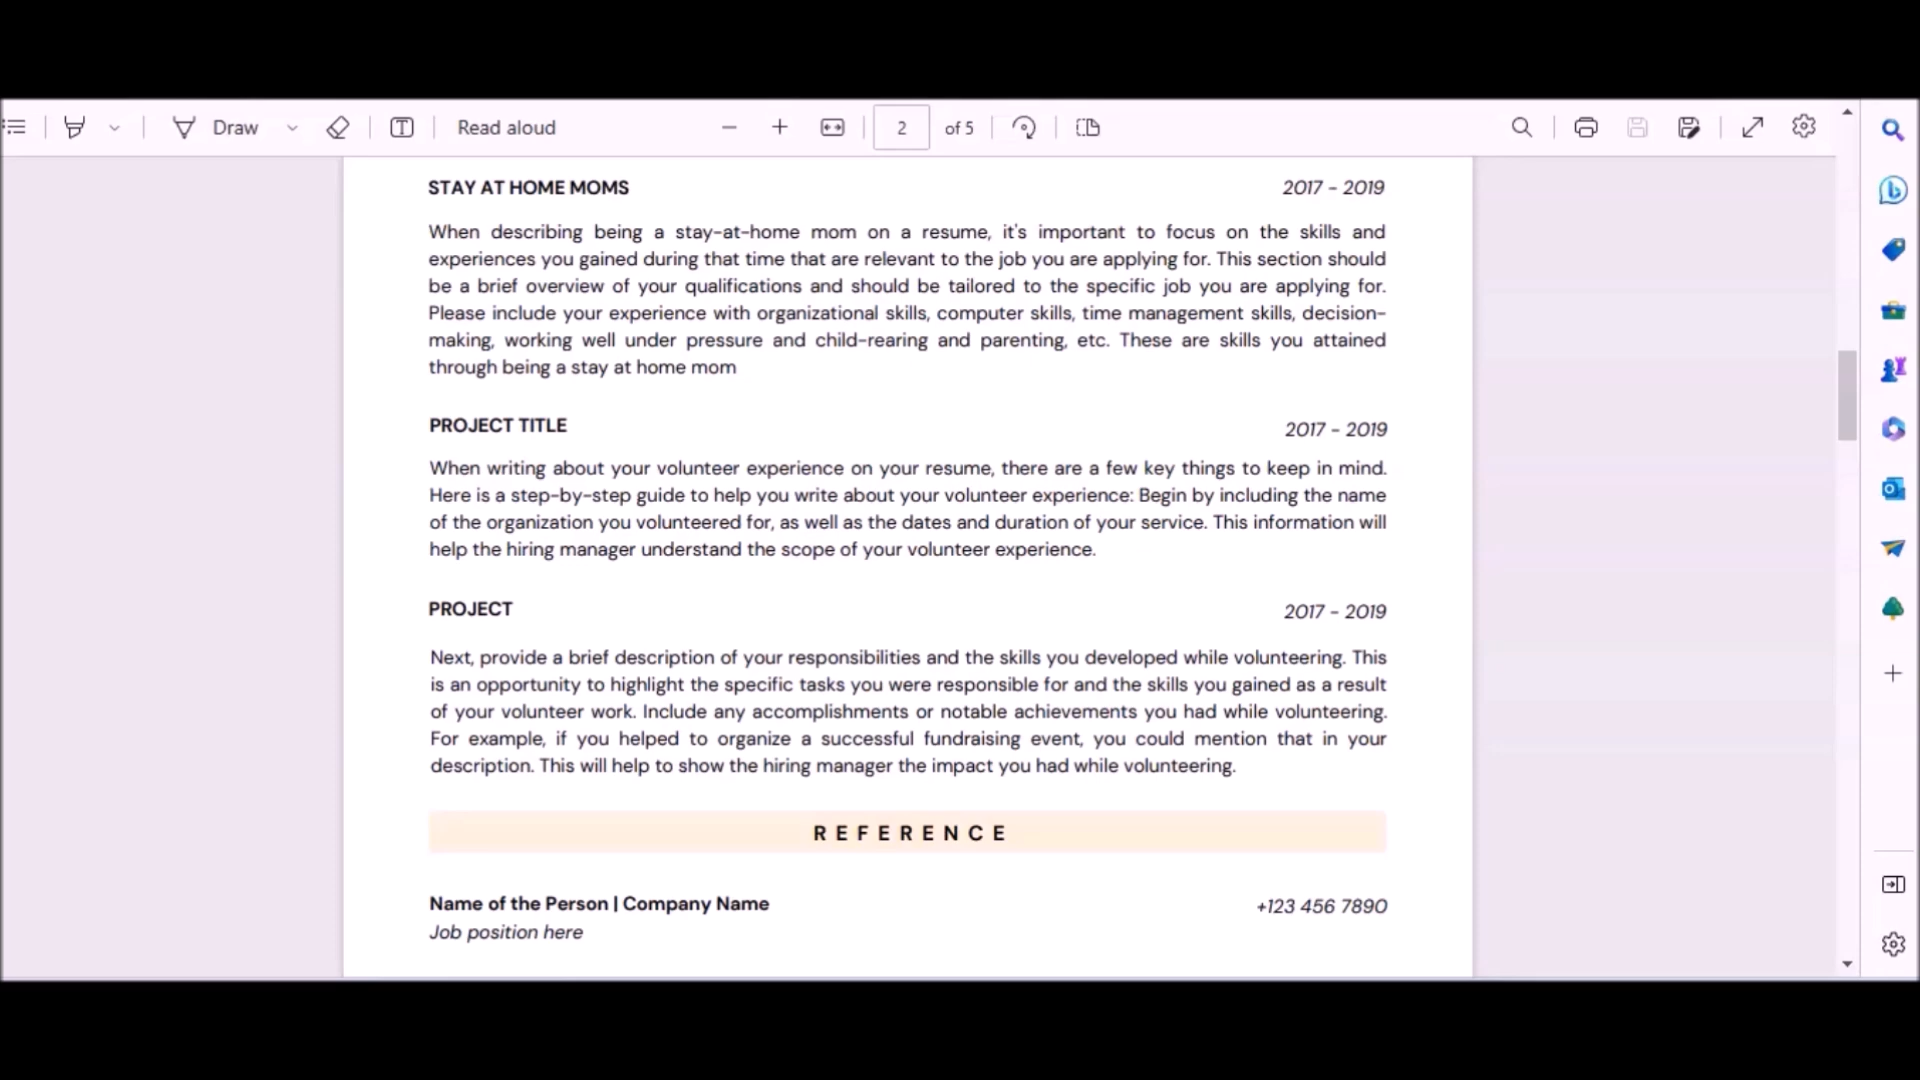 Draw
Read aloud
2 of 5
STAY AT HOME MOMS 2017 - 2019
When describing being a stay-at-home mom on a resume, it's important to focus on the skills and
experiences you gained during that time that are relevant to the job you are applying for. This section should
be a brief overview of your qualifications and should be tailored to the specific job you are applying for.
Please include your experience with organizational skills, computer skills, time management skills, decision-
making, working well under pressure and child-rearing and parenting, etc. These are skills you attained
through being a stay at home mom
PROJECT TITLE 2017 - 2019
When writing about your volunteer experience on your resume, there are a few key things to keep in mind.
Here is a step-by-step guide to help you write about your volunteer experience: Begin by including the name
of the organization you volunteered for, as well as the dates and duration of your service. This information will
help the hiring manager understand the scope of your volunteer experience.
PROJECT 2017 - 2019
Next, provide a brief description of your responsibilities and the skills you developed while volunteering. This
is an opportunity to highlight the specific tasks you were responsible for and the skills you gained as a result
of your volunteer work. Include any accomplishments or notable achievements you had while volunteering.
For example, if you helped to organize a successful fundraising event, you could mention that in your
description. This will help to show the hiring manager the impact you had while volunteering.
REFERENCE
Name of the Person | Company Name +123 456 7890
Job position here